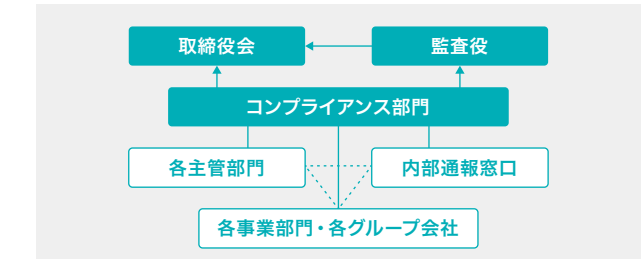 取締役会
監査役
コンプライアンス部門
各主管部門
内部通報窓口
各事業部門・各グループ会社